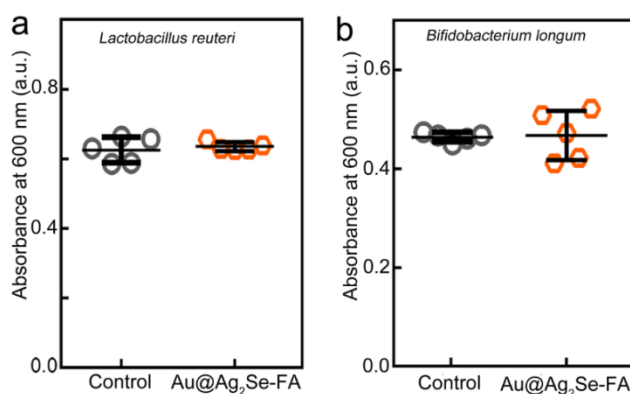 a
Lactobacillus reuteri
Absorbance at 600 nm (a.u.)
0.8
0.4
0.0
Control
Au@Ag₂Se-FA
b
Bifidobacterium longum
Absorbance at 600 nm (a.u.)
0.6
0.4
0.2
0.0
Control
Au@Ag₂Se-FA